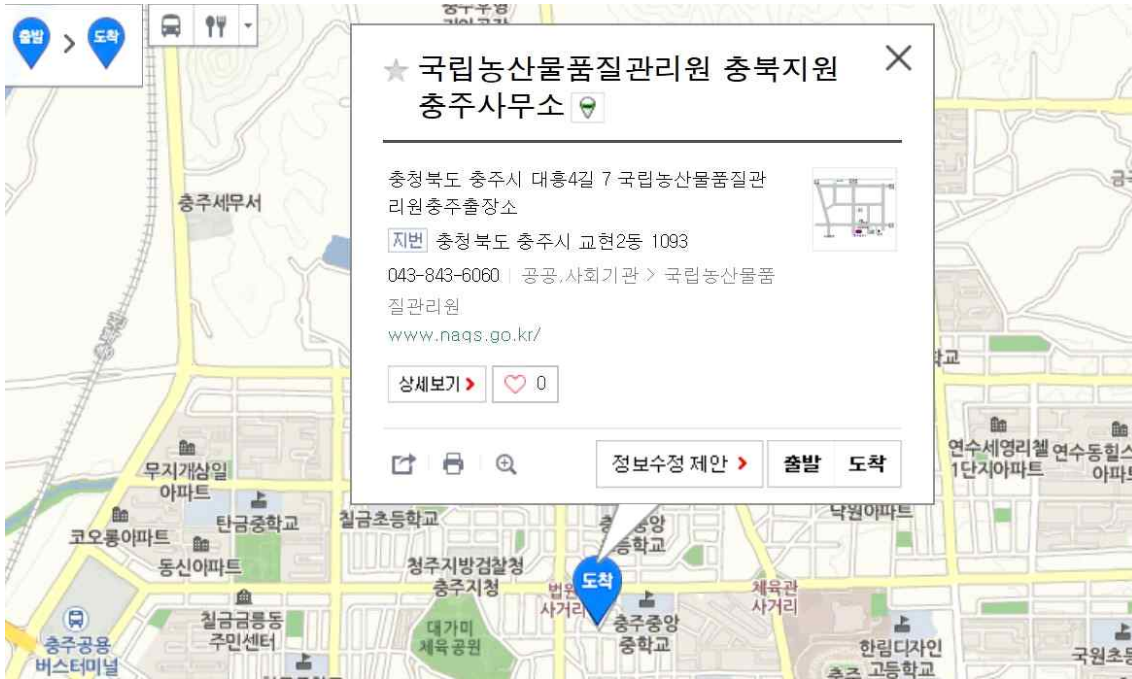 출발 > 도착
국립농산물품질관리원 충북지원
충주사무소
충청북도 충주시 대흥4길 7 국립농산물품질관
리원충주출장소
지번 충청북도 충주시 교현2동 1093
043-843-6060 | 공공,사회기관 > 국립농산물품
질관리원
www.naqs.go.kr/
상세보기 > 0
정보수정 제안 > 출발 도착
충주세무서
무지개삼일
아파트
코오롱아파트
탄금중학교
동신아파트
칠금초등학교
청주지방검찰청
충주지청
칠금금릉동
주민센터
충주공용
버스터미널
대가미
체육공원
사거리
도착
충주중앙
중학교
체육관
사거리
낙원아파트
연수세영리첼
1단지아파트
연수동힐스
아파트
한림디자인
고등학교
충주
국원초등